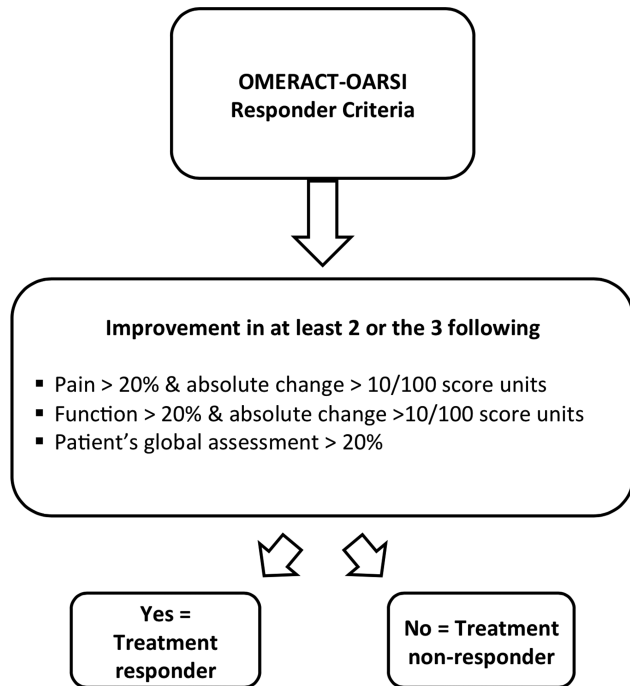 OMERACT-OARSI
Responder Criteria
Improvement in at least 2 or the 3 following
▪ Pain > 20% & absolute change > 10/100 score units
▪ Function > 20% & absolute change >10/100 score units
▪ Patient’s global assessment > 20%
Yes =
Treatment
responder
No = Treatment
non-responder